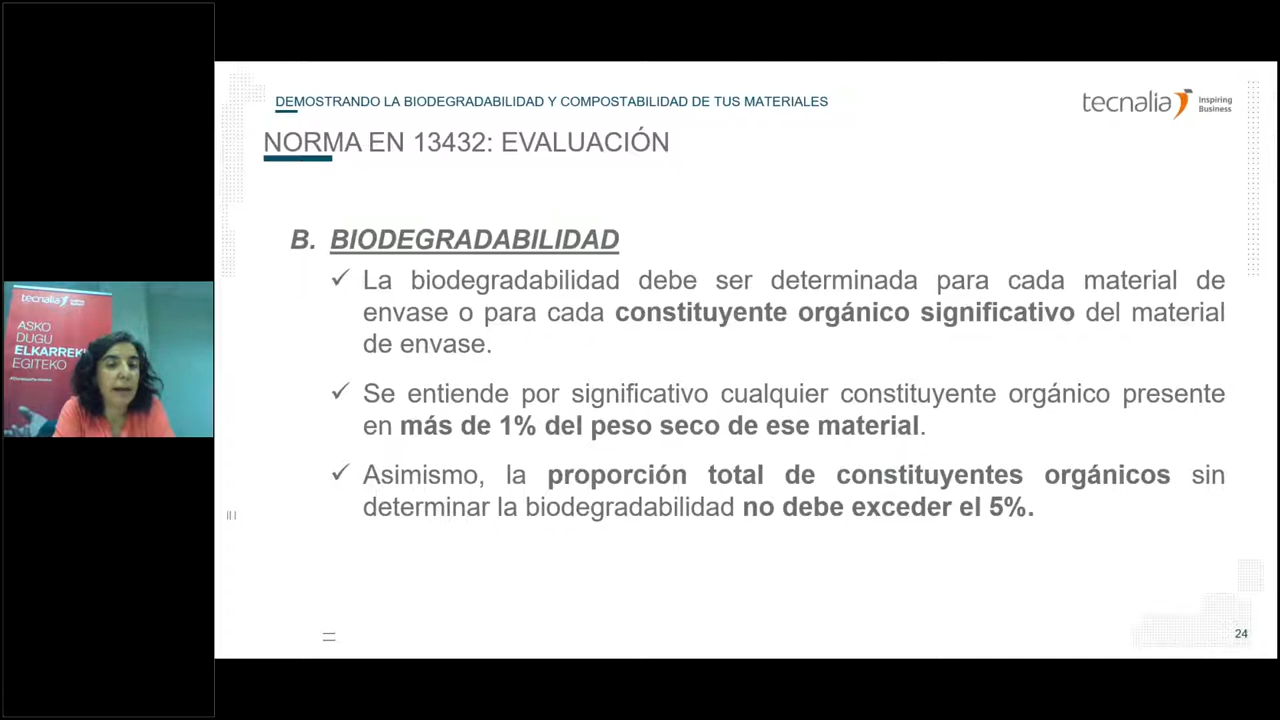 DEMOSTRANDO LA BIODEGRADABILIDAD Y COMPOSTABILIDAD DE TUS MATERIALES
tecnalia Inspiring Business
NORMA EN 13432: EVALUACIÓN
B. BIODEGRADABILIDAD
✓ La biodegradabilidad debe ser determinada para cada material de
envase o para cada constituyente orgánico significativo del material
de envase.
✓ Se entiende por significativo cualquier constituyente orgánico presente
en más de 1% del peso seco de ese material.
✓ Asimismo, la proporción total de constituyentes orgánicos sin
determinar la biodegradabilidad no debe exceder el 5%.
24
tecnalia
ASKO
DUGU
ELKARREKI
EGITEKO